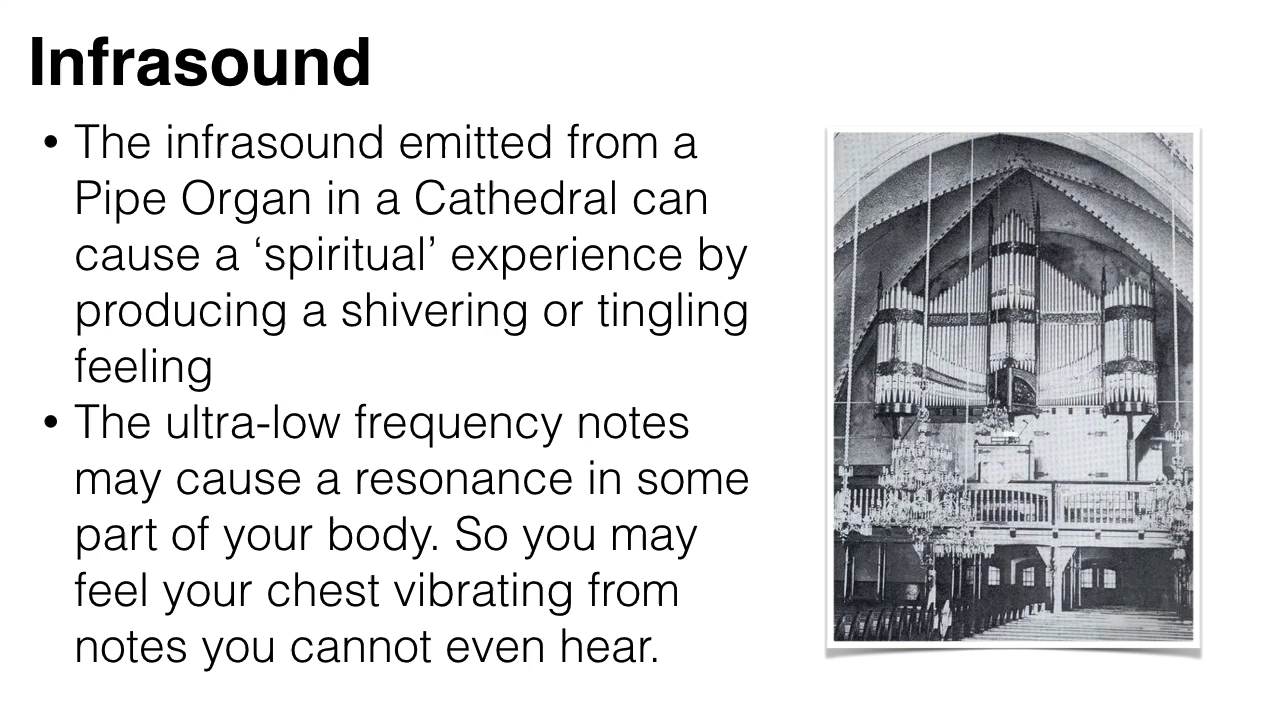 Infrasound
• The infrasound emitted from a
Pipe Organ in a Cathedral can
cause a ‘spiritual’ experience by
producing a shivering or tingling
feeling
• The ultra-low frequency notes
may cause a resonance in some
part of your body. So you may
feel your chest vibrating from
notes you cannot even hear.